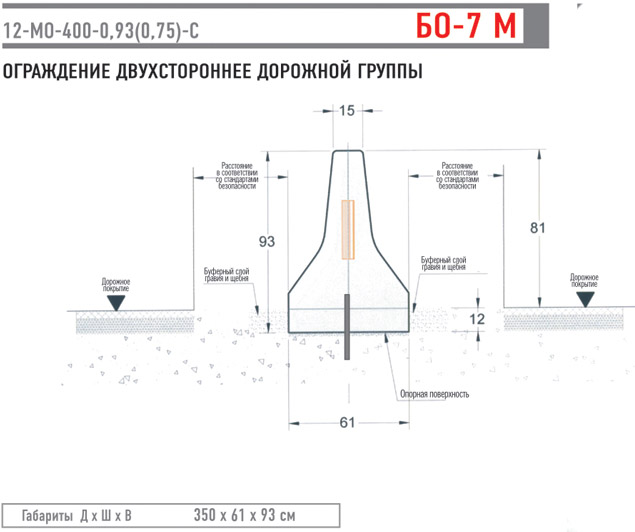 12-МО-400-0,93(0,75)-С
БО-7 М
ОГРАЖДЕНИЕ ДВУХСТОРОННЕЕ ДОРОЖНОЙ ГРУППЫ
15
Расстояние
в соответствии
со стандартами
безопасности
Расстояние
в соответствии
со стандартами
безопасности
93
81
Буферный слой
гравия и щебня
Буферный слой
гравия и щебня
Дорожное
покрытие
Дорожное
покрытие
12
Опорная поверхность
61
Габариты Д х Ш х В 350 х 61 х 93 см